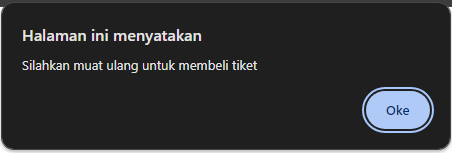 Halaman ini menyatakan
Silahkan muat ulang untuk membeli tiket
Oke